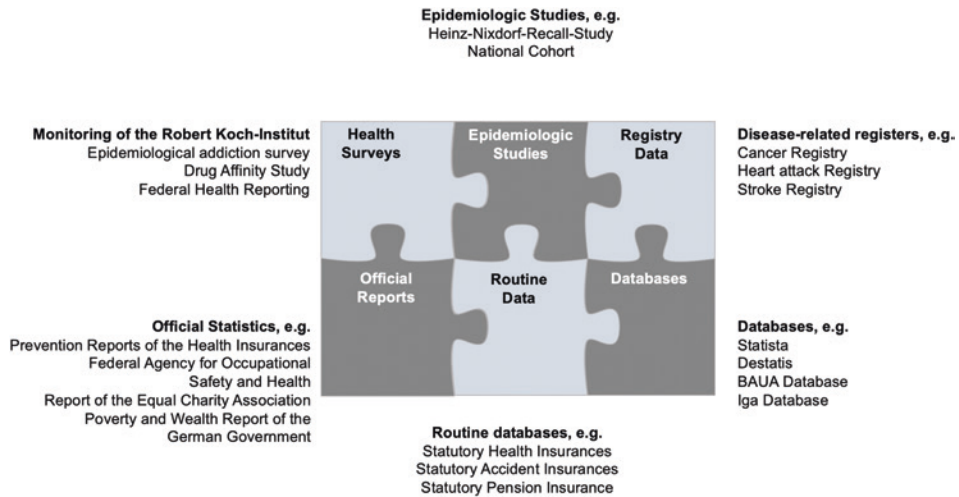 Epidemiologic Studies, e.g.
Heinz-Nixdorf-Recall-Study
National Cohort
Monitoring of the Robert Koch-Institut
Epidemiological addiction survey
Drug Affinity Study
Federal Health Reporting
Health
Surveys
Epidemiologic
Studies
Registry
Data
Disease-related registers, e.g.
Cancer Registry
Heart attack Registry
Stroke Registry
Official
Reports
Routine
Data
Databases
Official Statistics, e.g.
Prevention Reports of the Health Insurances
Federal Agency for Occupational
Safety and Health
Report of the Equal Charity Association
Poverty and Wealth Report of the
German Government
Databases, e.g.
Statista
Destatis
BAUA Database
Iga Database
Routine databases, e.g.
Statutory Health Insurances
Statutory Accident Insurances
Statutory Pension Insurance